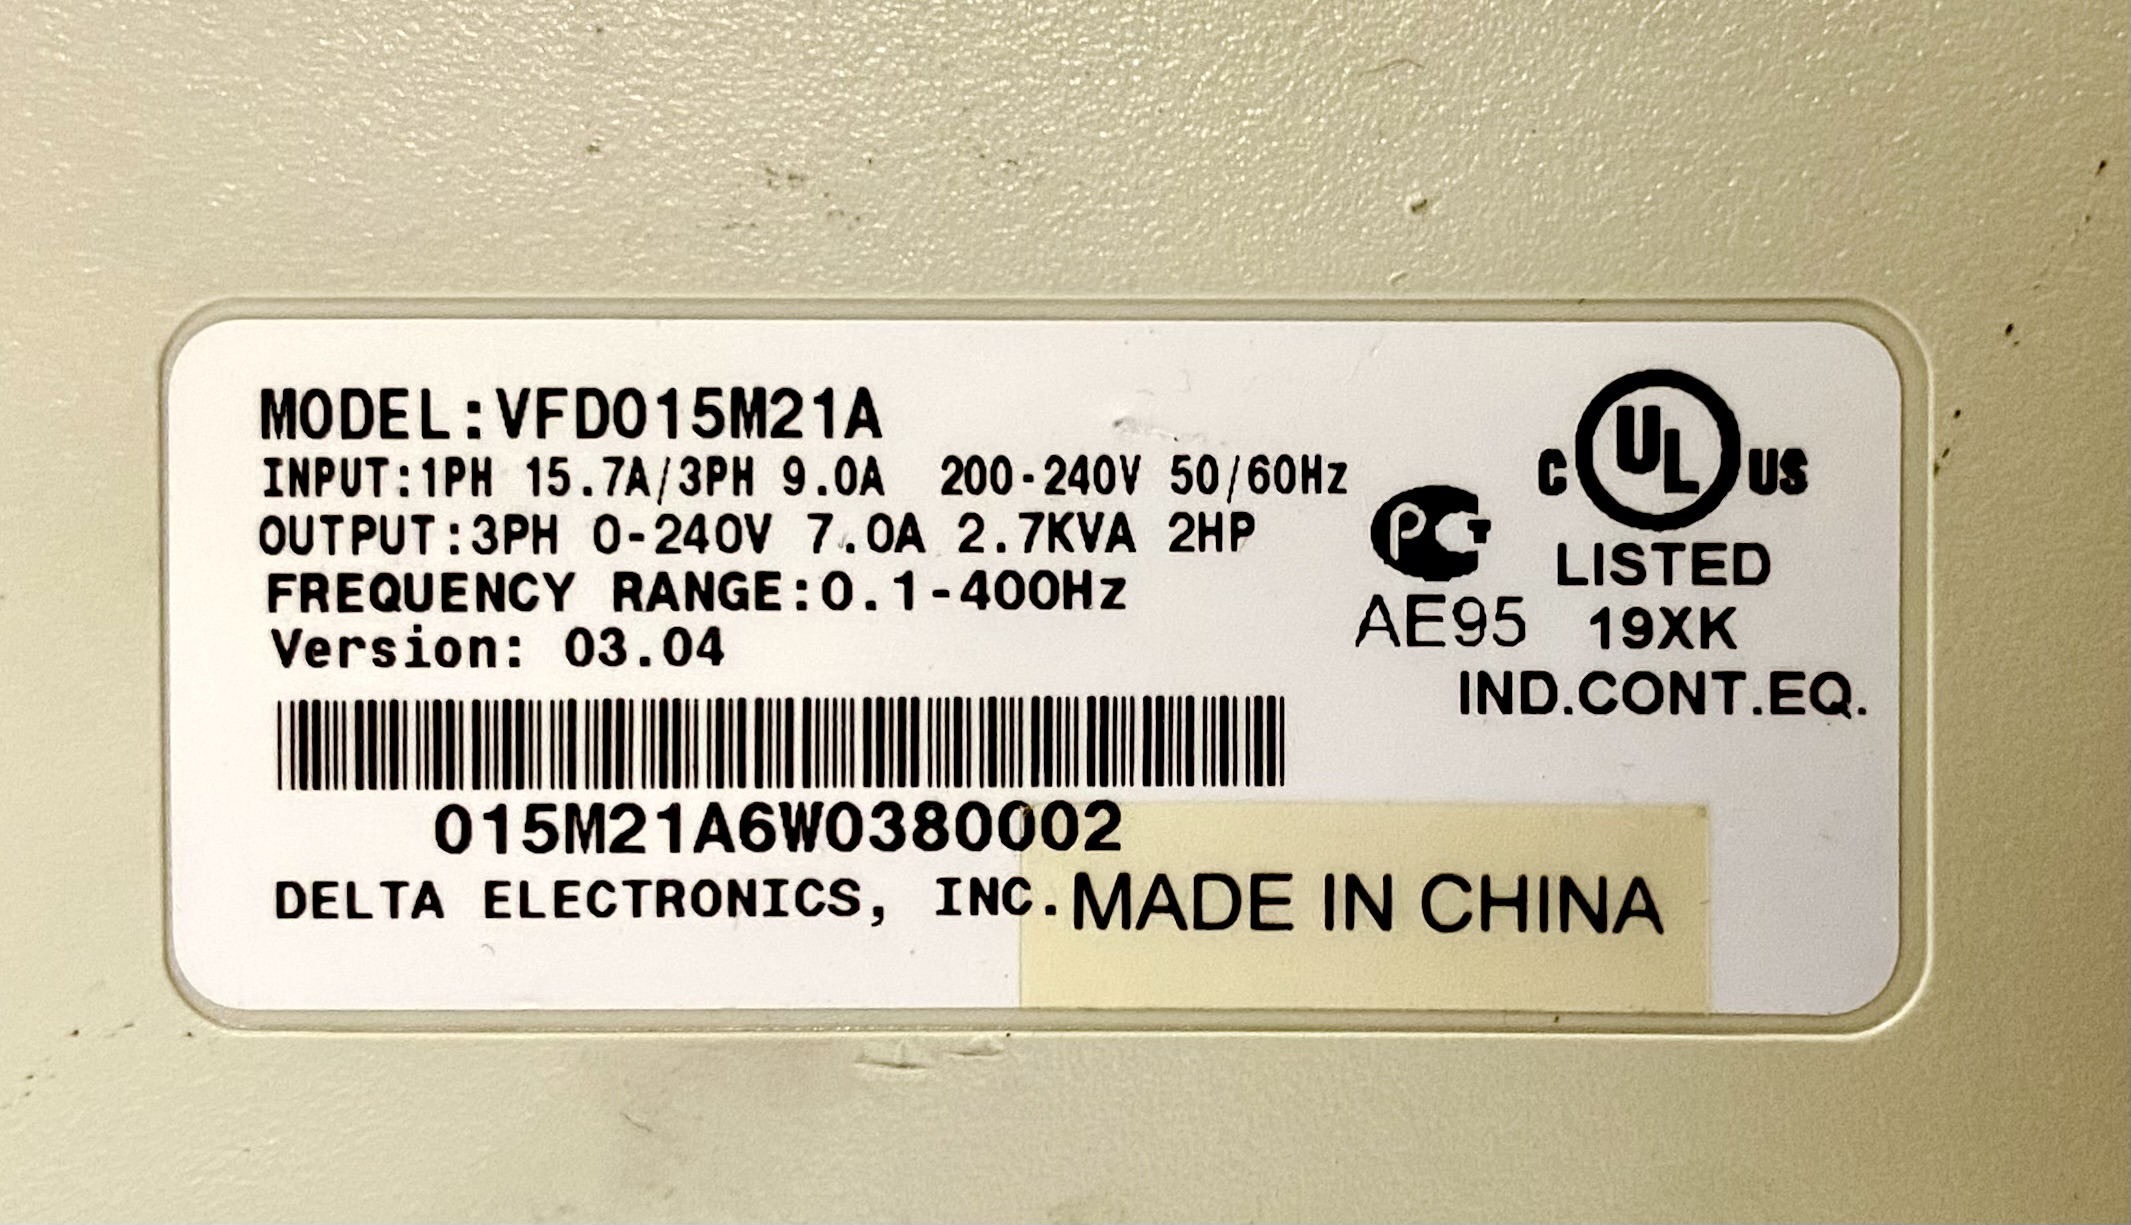 MODEL:VFD015M21A
INPUT:1PH 15.7A/3PH 9.0A 200-240V 50/60Hz
OUTPUT:3PH 0-240V 7.0A 2.7KVA 2HP
FREQUENCY RANGE:0.1-400Hz
Version: 03.04
015M21A6W0380002
DELTA ELECTRONICS, INC.
MADE IN CHINA
PCT
AE95
C UL US
LISTED
19XK
IND.CONT.EQ.